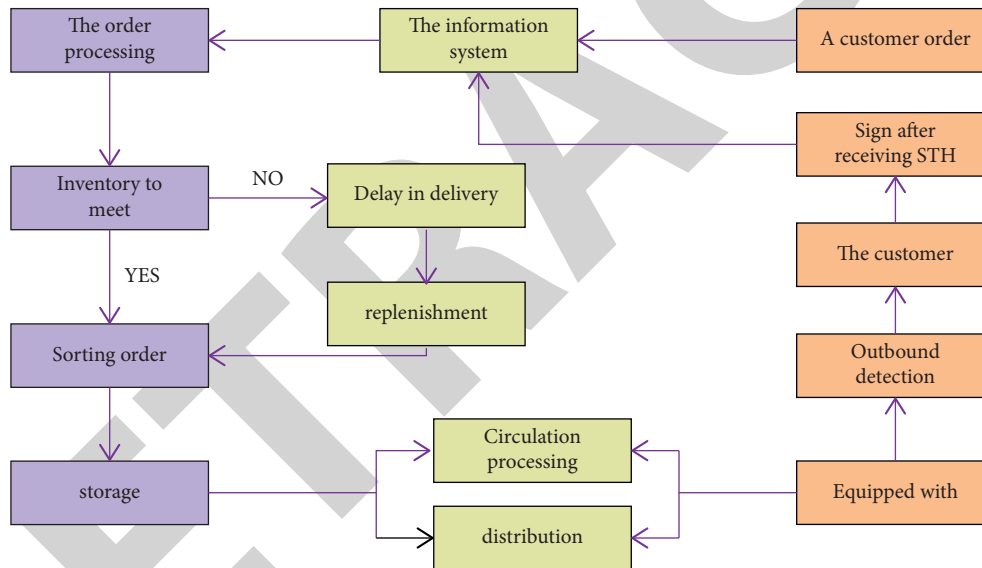 The order
processing
The information
system
A customer order
Sign after
receiving STH
Inventory to
meet
NO
Delay in delivery
The customer
YES
replenishment
Sorting order
Outbound
detection
Circulation
processing
storage
Equipped with
distribution
ETRAC